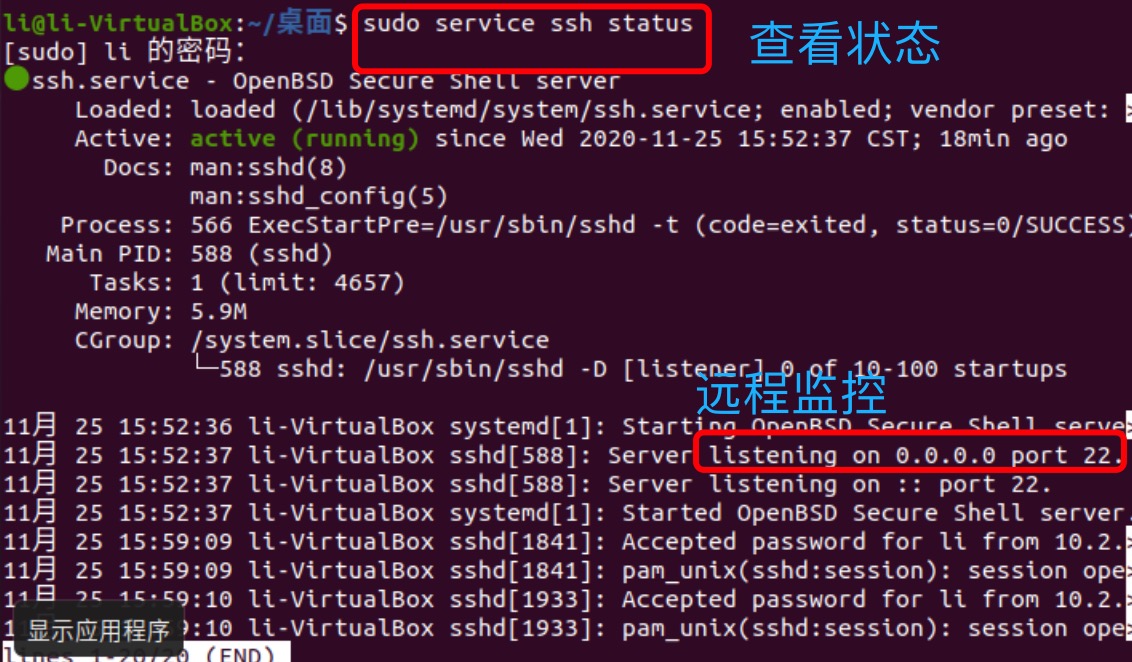 li@li-VirtualBox:~/桌面$ sudo service ssh status
查看状态
[sudo] li 的密码：
ssh.service - OpenBSD Secure Shell server
Loaded: loaded (/lib/systemd/system/ssh.service; enabled; vendor preset: >
Active: active (running) since Wed 2020-11-25 15:52:37 CST; 18min ago
Docs: man:sshd(8)
man:sshd_config(5)
Process: 566 ExecStartPre=/usr/sbin/sshd -t (code=exited, status=0/SUCCESS)
Main PID: 588 (sshd)
Tasks: 1 (limit: 4657)
Memory: 5.9M
CGroup: /system.slice/ssh.service
└─588 sshd: /usr/sbin/sshd -D [listener] 0 of 10-100 startups
远程监控
11月 25 15:52:36 li-VirtualBox systemd[1]: Starting OpenBSD Secure Shell serve>
11月 25 15:52:37 li-VirtualBox sshd[588]: Server listening on 0.0.0.0 port 22.
11月 25 15:52:37 li-VirtualBox sshd[588]: Server listening on :: port 22.
11月 25 15:52:37 li-VirtualBox systemd[1]: Started OpenBSD Secure Shell server.
11月 25 15:59:09 li-VirtualBox sshd[1841]: Accepted password for li from 10.2.>
11月 25 15:59:09 li-VirtualBox sshd[1841]: pam_unix(sshd:session): session ope>
11月 25 15:59:10 li-VirtualBox sshd[1933]: Accepted password for li from 10.2.>
显示应用程序
9:10 li-VirtualBox sshd[1933]: pam_unix(sshd:session): session ope>
lines 1-20/20 (END)